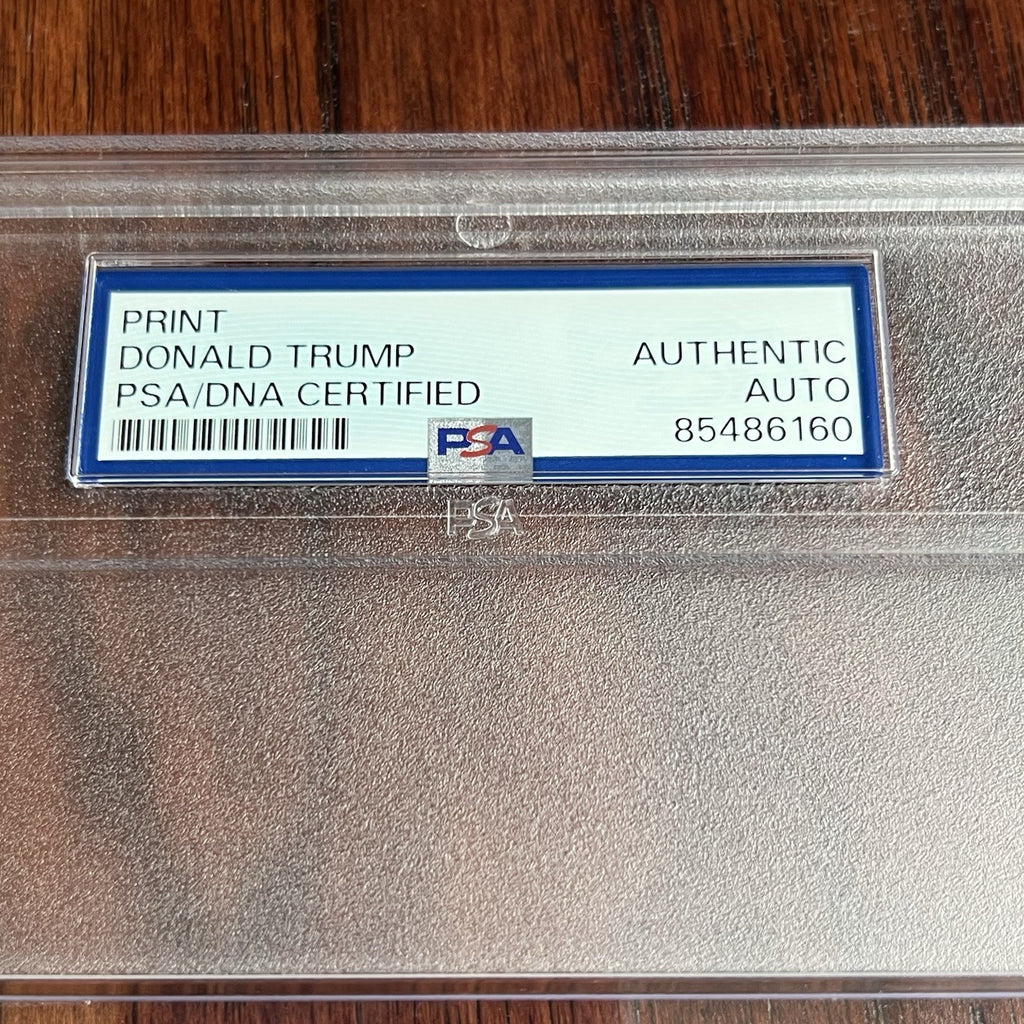 PRINT
DONALD TRUMP
PSA/DNA CERTIFIED
AUTHENTIC
AUTO
85486160
PSA
PSA